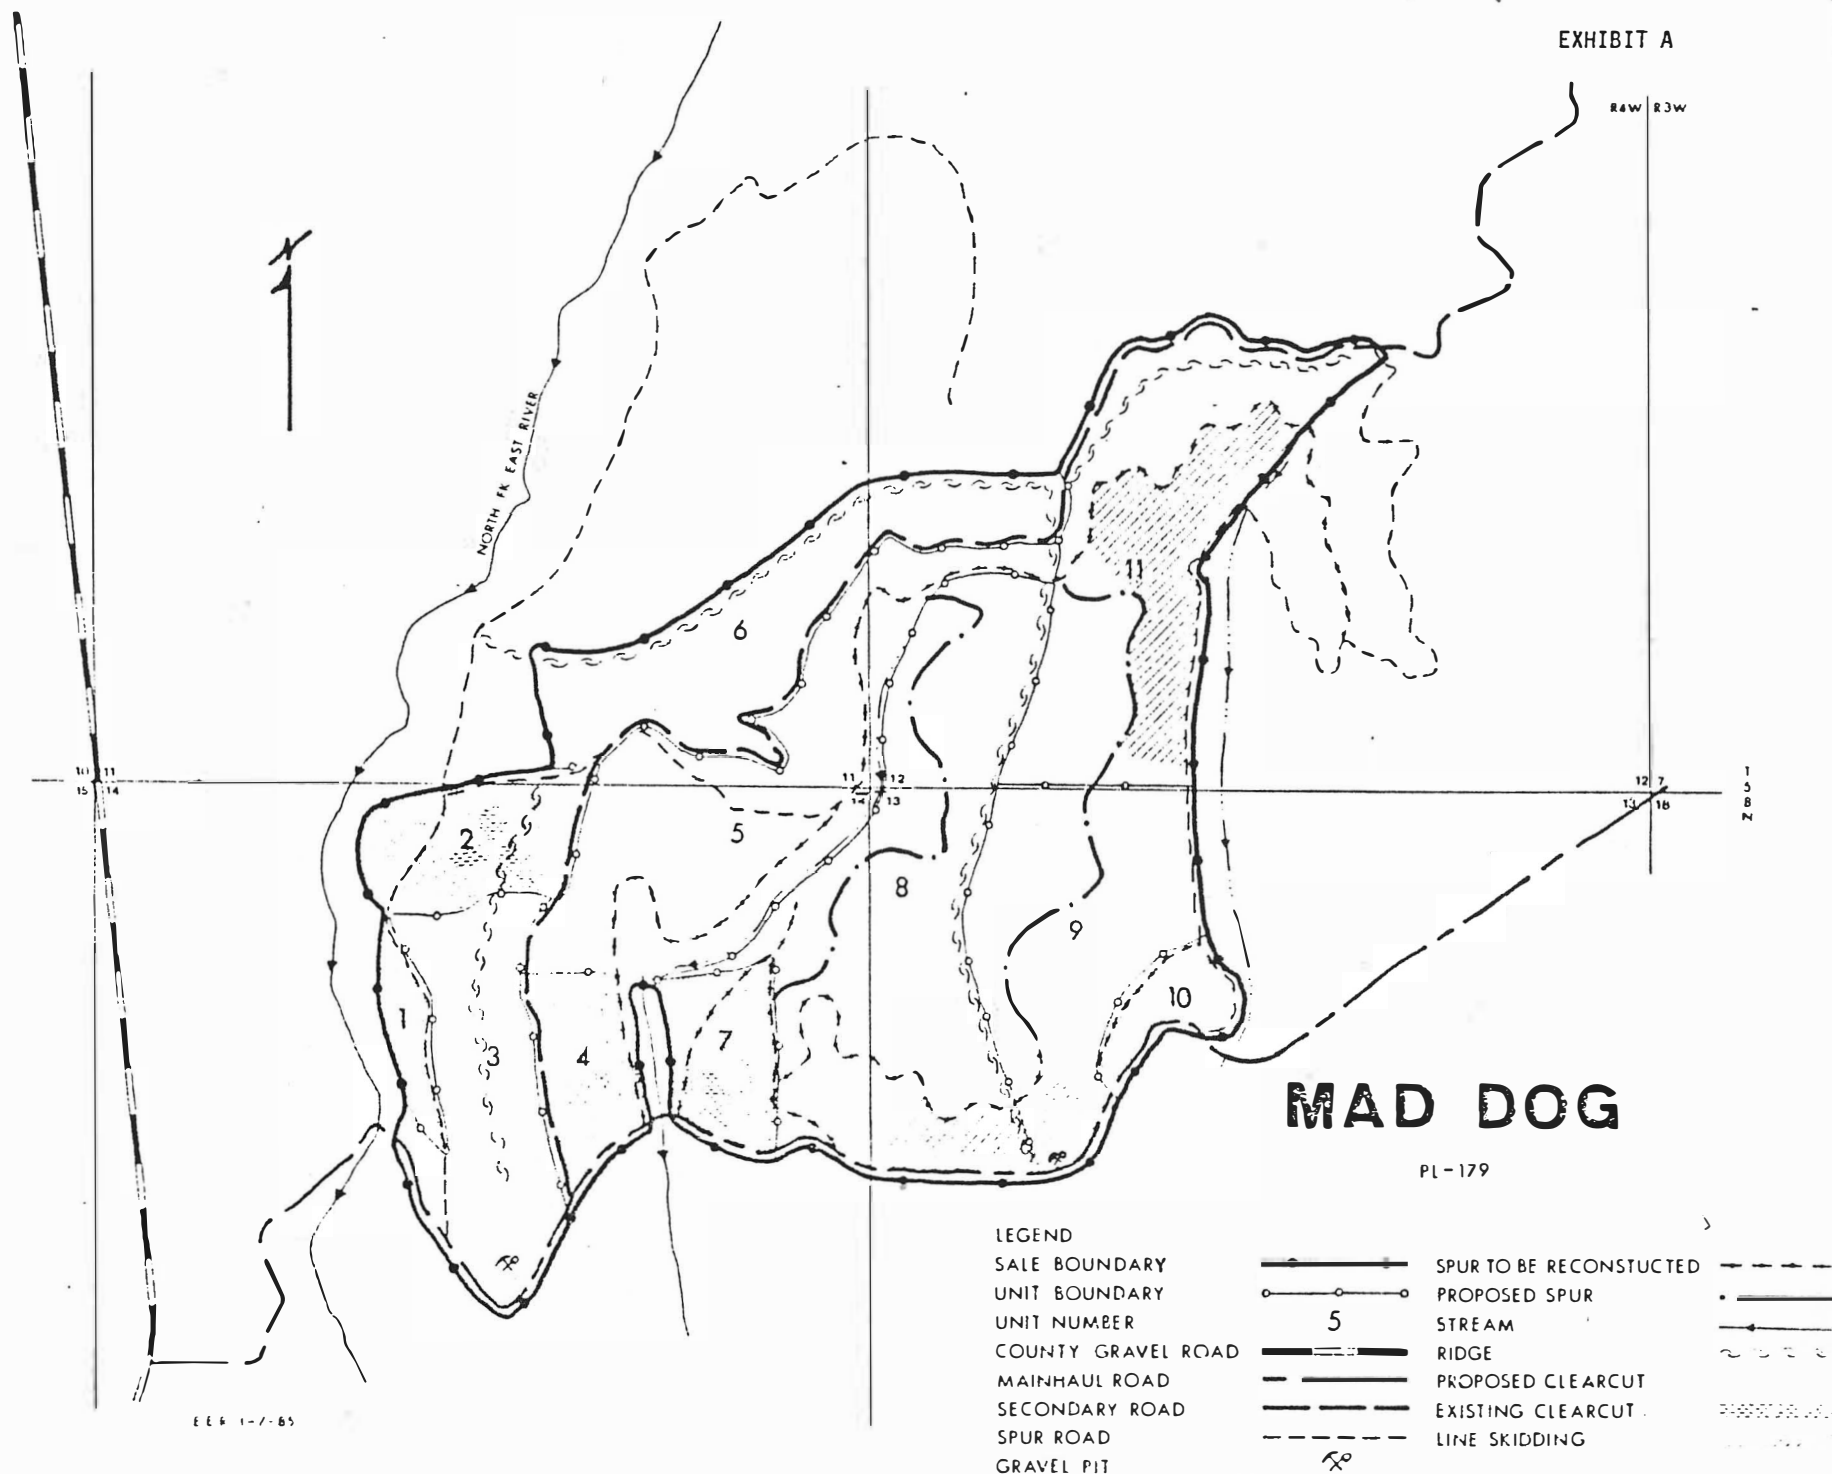 EXHIBIT A
R4W R3W
NORTH FK EAST RIVER
11
6
10 11
15 14
11 12
14 13
12 7
13 18
T
5
8
N
2
5
8
9
10
1
3
4
7
MAD DOG
PL-179
LEGEND
SALE BOUNDARY
UNIT BOUNDARY
UNIT NUMBER 5
COUNTY GRAVEL ROAD
MAINHAUL ROAD
SECONDARY ROAD
SPUR ROAD
GRAVEL PIT
SPUR TO BE RECONSTUCTED
PROPOSED SPUR
STREAM
RIDGE
PROPOSED CLEARCUT
EXISTING CLEARCUT
LINE SKIDDING